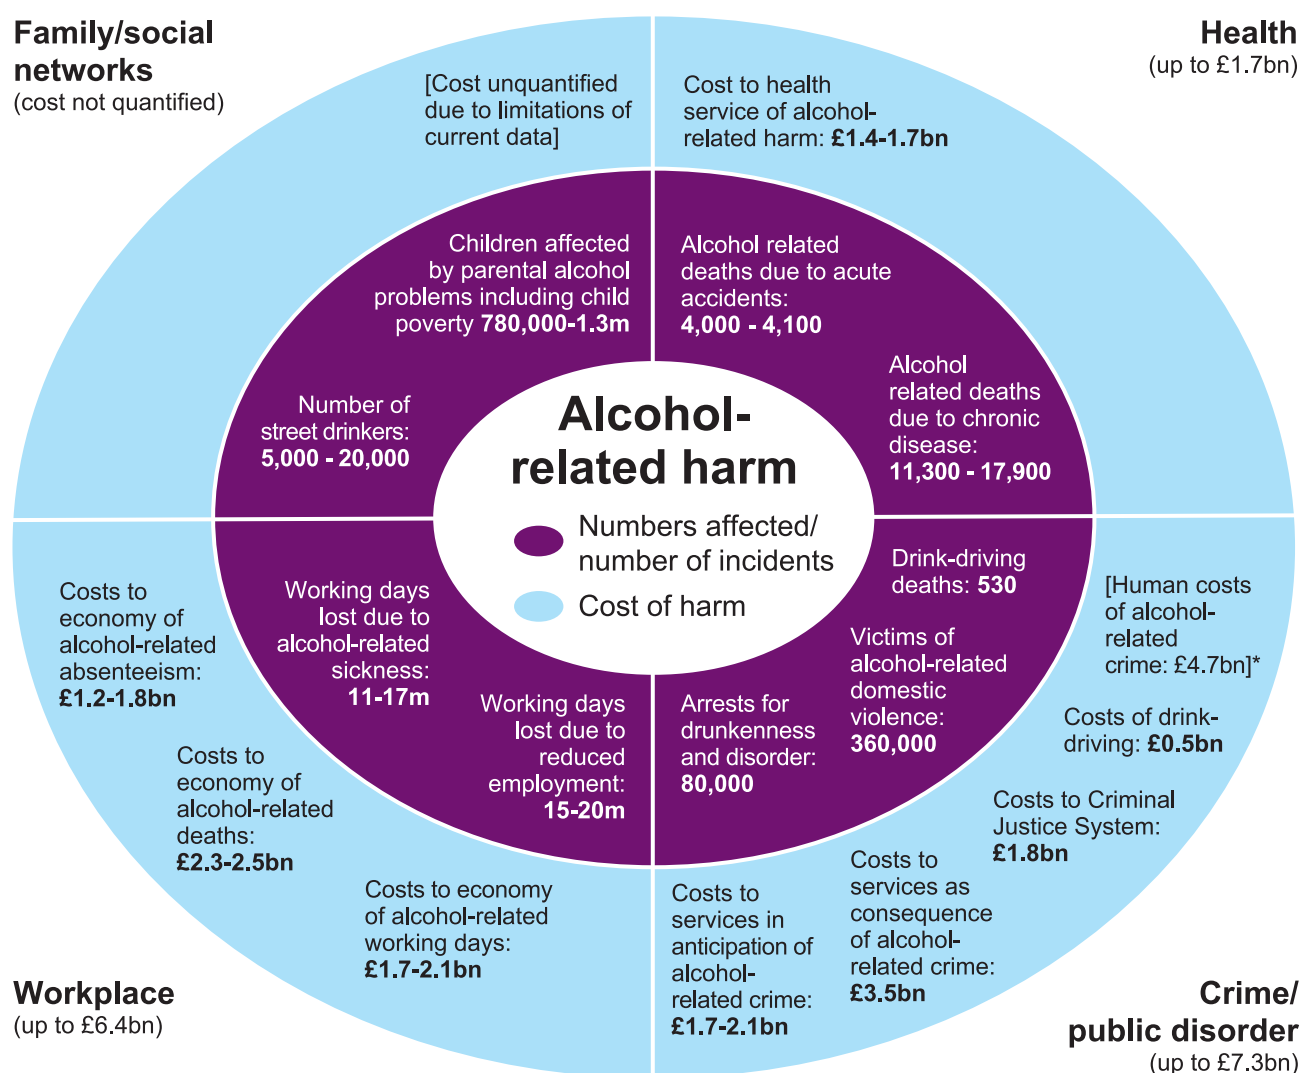 Family/social
networks
(cost not quantified)
Health
(up to £1.7bn)
[Cost unquantified
due to limitations of
current data]
Cost to health
service of alcohol-
related harm: £1.4-1.7bn
Children affected
by parental alcohol
problems including child
poverty 780,000-1.3m
Number of
street drinkers:
5,000 - 20,000
Alcohol related
deaths due to acute
accidents:
4,000 - 4,100
Alcohol
related deaths
due to chronic
disease:
11,300 - 17,900
Alcohol-
related harm
Numbers affected/
number of incidents
Cost of harm
Working days
lost due to
alcohol-related
sickness:
11-17m
Working days
lost due to
reduced
employment:
15-20m
Drink-driving
deaths: 530
Victims of
alcohol-related
domestic
violence:
360,000
Arrests for
drunkenness
and disorder:
80,000
Costs to
economy of
alcohol-related
absenteeism:
£1.2-1.8bn
Costs to
economy of
alcohol-related
deaths:
£2.3-2.5bn
Costs to economy
of alcohol-related
working days:
£1.7-2.1bn
[Human costs
of alcohol-
related
crime: £4.7bn]*
Costs of drink-
driving: £0.5bn
Costs to Criminal
Justice System:
£1.8bn
Costs to
services as
consequence
of alcohol-
related crime:
£3.5bn
Costs to
services in
anticipation of
alcohol-
related crime:
£1.7-2.1bn
Workplace
(up to £6.4bn)
Crime/
public disorder
(up to £7.3bn)